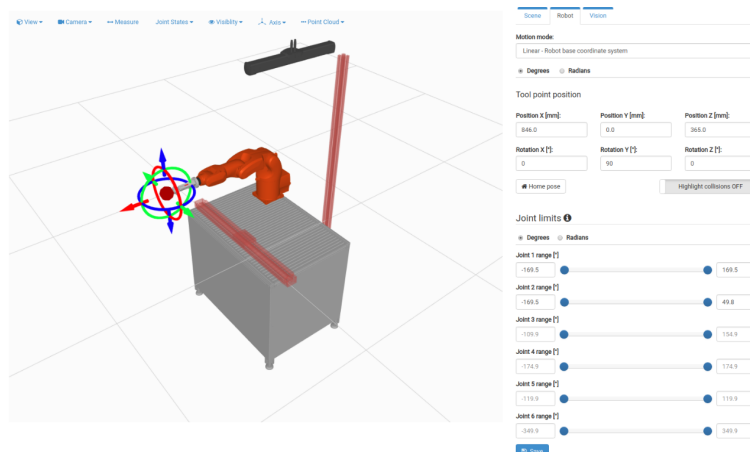 View Camera Measure Joint States Visibility Axis Point Cloud
Scene Robot Vision
Motion mode:
Linear - Robot base coordinate system
Degrees Radians
Tool point position
Position X [mm]: Position Y [mm]: Position Z [mm]:
846.0 0.0 365.0
Rotation X [°]: Rotation Y [°]: Rotation Z [°]:
0 90 0
Home pose Highlight collisions OFF
Joint limits
Degrees Radians
Joint 1 range [°]
-169.5 169.5
Joint 2 range [°]
-169.5 49.8
Joint 3 range [°]
-109.9 154.9
Joint 4 range [°]
-174.9 174.9
Joint 5 range [°]
-119.9 119.9
Joint 6 range [°]
-349.9 349.9
Save